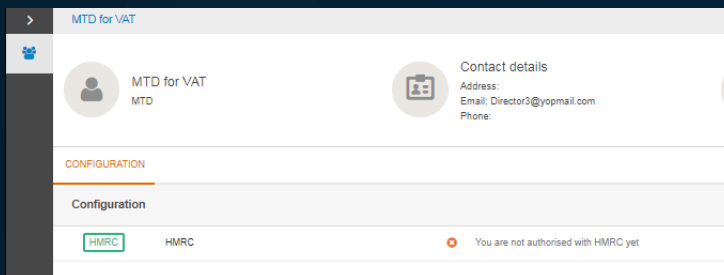 MTD for VAT
MTD for VAT
MTD
Contact details
Address:
Email: Director3@yopmail.com
Phone:
CONFIGURATION
Configuration
HMRC HMRC You are not authorised with HMRC yet